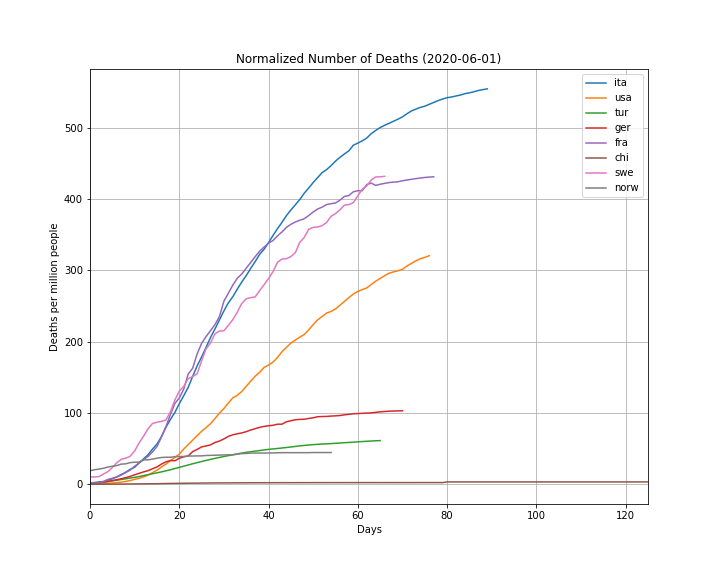 Normalized Number of Deaths (2020-06-01)
ita
usa
tur
ger
fra
chi
swe
norw
500
400
300
200
100
0
Deaths per million people
0 20 40 60 80 100 120
Days